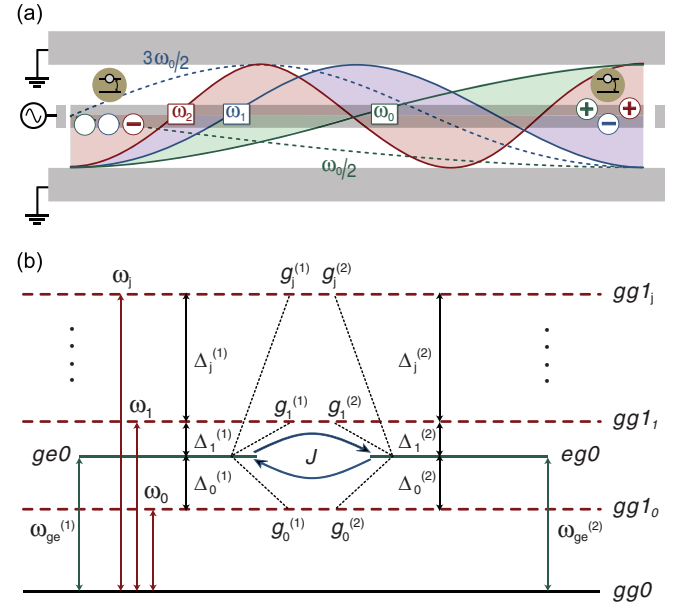 (a)
3ω₀/2
ω₂ ω₁ ω₀
+ + −
− ω₀/2
(b)
ωⱼ gⱼ⁽¹⁾ gⱼ⁽²⁾ gg1ⱼ
Δⱼ⁽¹⁾ Δⱼ⁽²⁾
ω₁ g₁⁽¹⁾ g₁⁽²⁾ gg1₁
ge0 Δ₁⁽¹⁾ J Δ₁⁽²⁾ eg0
ω₀ Δ₀⁽¹⁾ Δ₀⁽²⁾
g₀⁽¹⁾ g₀⁽²⁾ gg1₀
ω_ge⁽¹⁾ ω_ge⁽²⁾
gg0